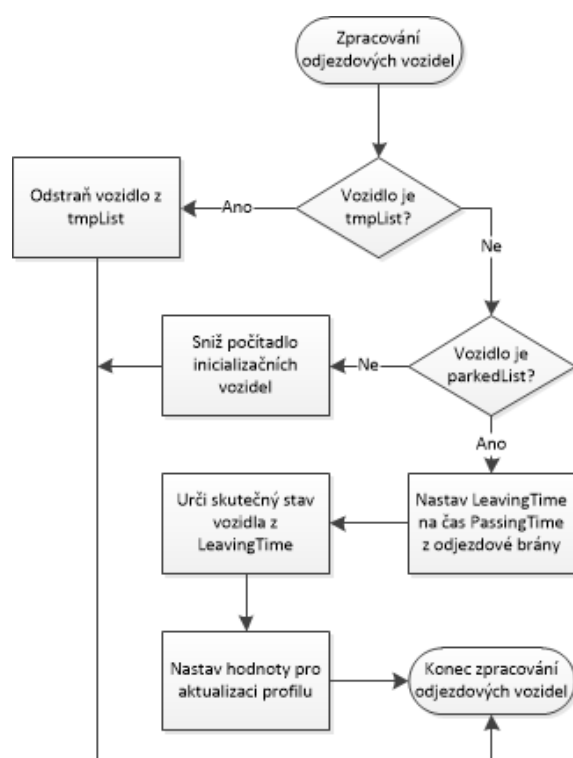 Zpracování
odjezdových vozidel
Odstraň vozidlo z
tmpList
Ano
Vozidlo je
tmpList?
Ne
Sniž počítadlo
inicializačních
vozidel
Ne
Vozidlo je
parkedList?
Ano
Urči skutečný stav
vozidla z
LeavingTime
Nastav LeavingTime
na čas PassingTime
z odjezdové brány
Nastav hodnoty pro
aktualizaci profilu
Konec zpracování
odjezdových vozidel